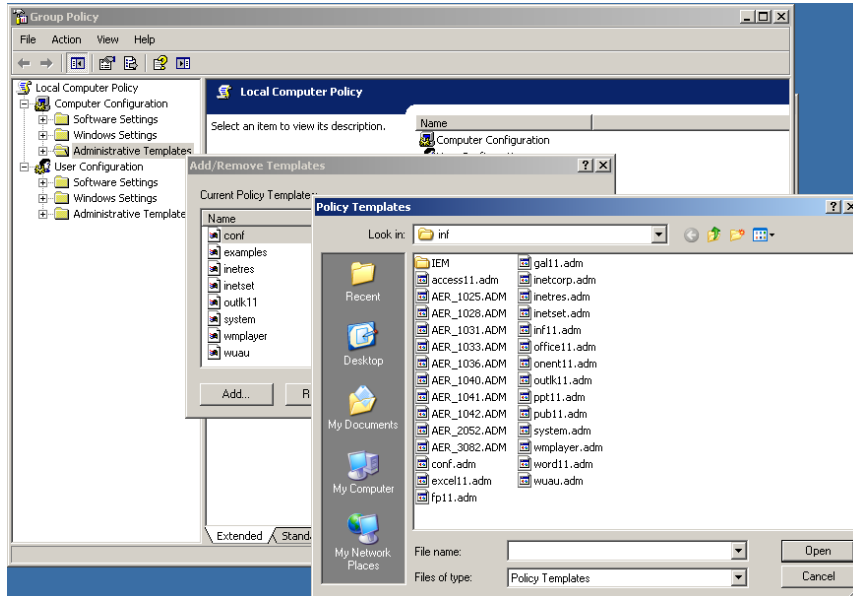 Group Policy
File Action View Help
Local Computer Policy
Computer Configuration
Software Settings
Windows Settings
Administrative Templates
User Configuration
Software Settings
Windows Settings
Administrative Template
Local Computer Policy
Select an item to view its description.
Name
Computer Configuration
Extended
Stand
Add/Remove Templates
Current Policy Templates:
Name
conf
examples
inetres
inetset
outlk11
system
wmplayer
wuau
Add...
R
Policy Templates
Look in: inf
Recent
Desktop
My Documents
My Computer
My Network
Places
IEM
access11.adm
AER_1025.ADM
AER_1028.ADM
AER_1031.ADM
AER_1033.ADM
AER_1036.ADM
AER_1040.ADM
AER_1041.ADM
AER_1042.ADM
AER_2052.ADM
AER_3082.ADM
conf.adm
excel11.adm
fp11.adm
gal11.adm
inetcorp.adm
inetres.adm
inetset.adm
inf11.adm
office11.adm
onent11.adm
outlk11.adm
ppt11.adm
pub11.adm
system.adm
wmplayer.adm
word11.adm
wuau.adm
File name:
Open
Files of type: Policy Templates
Cancel